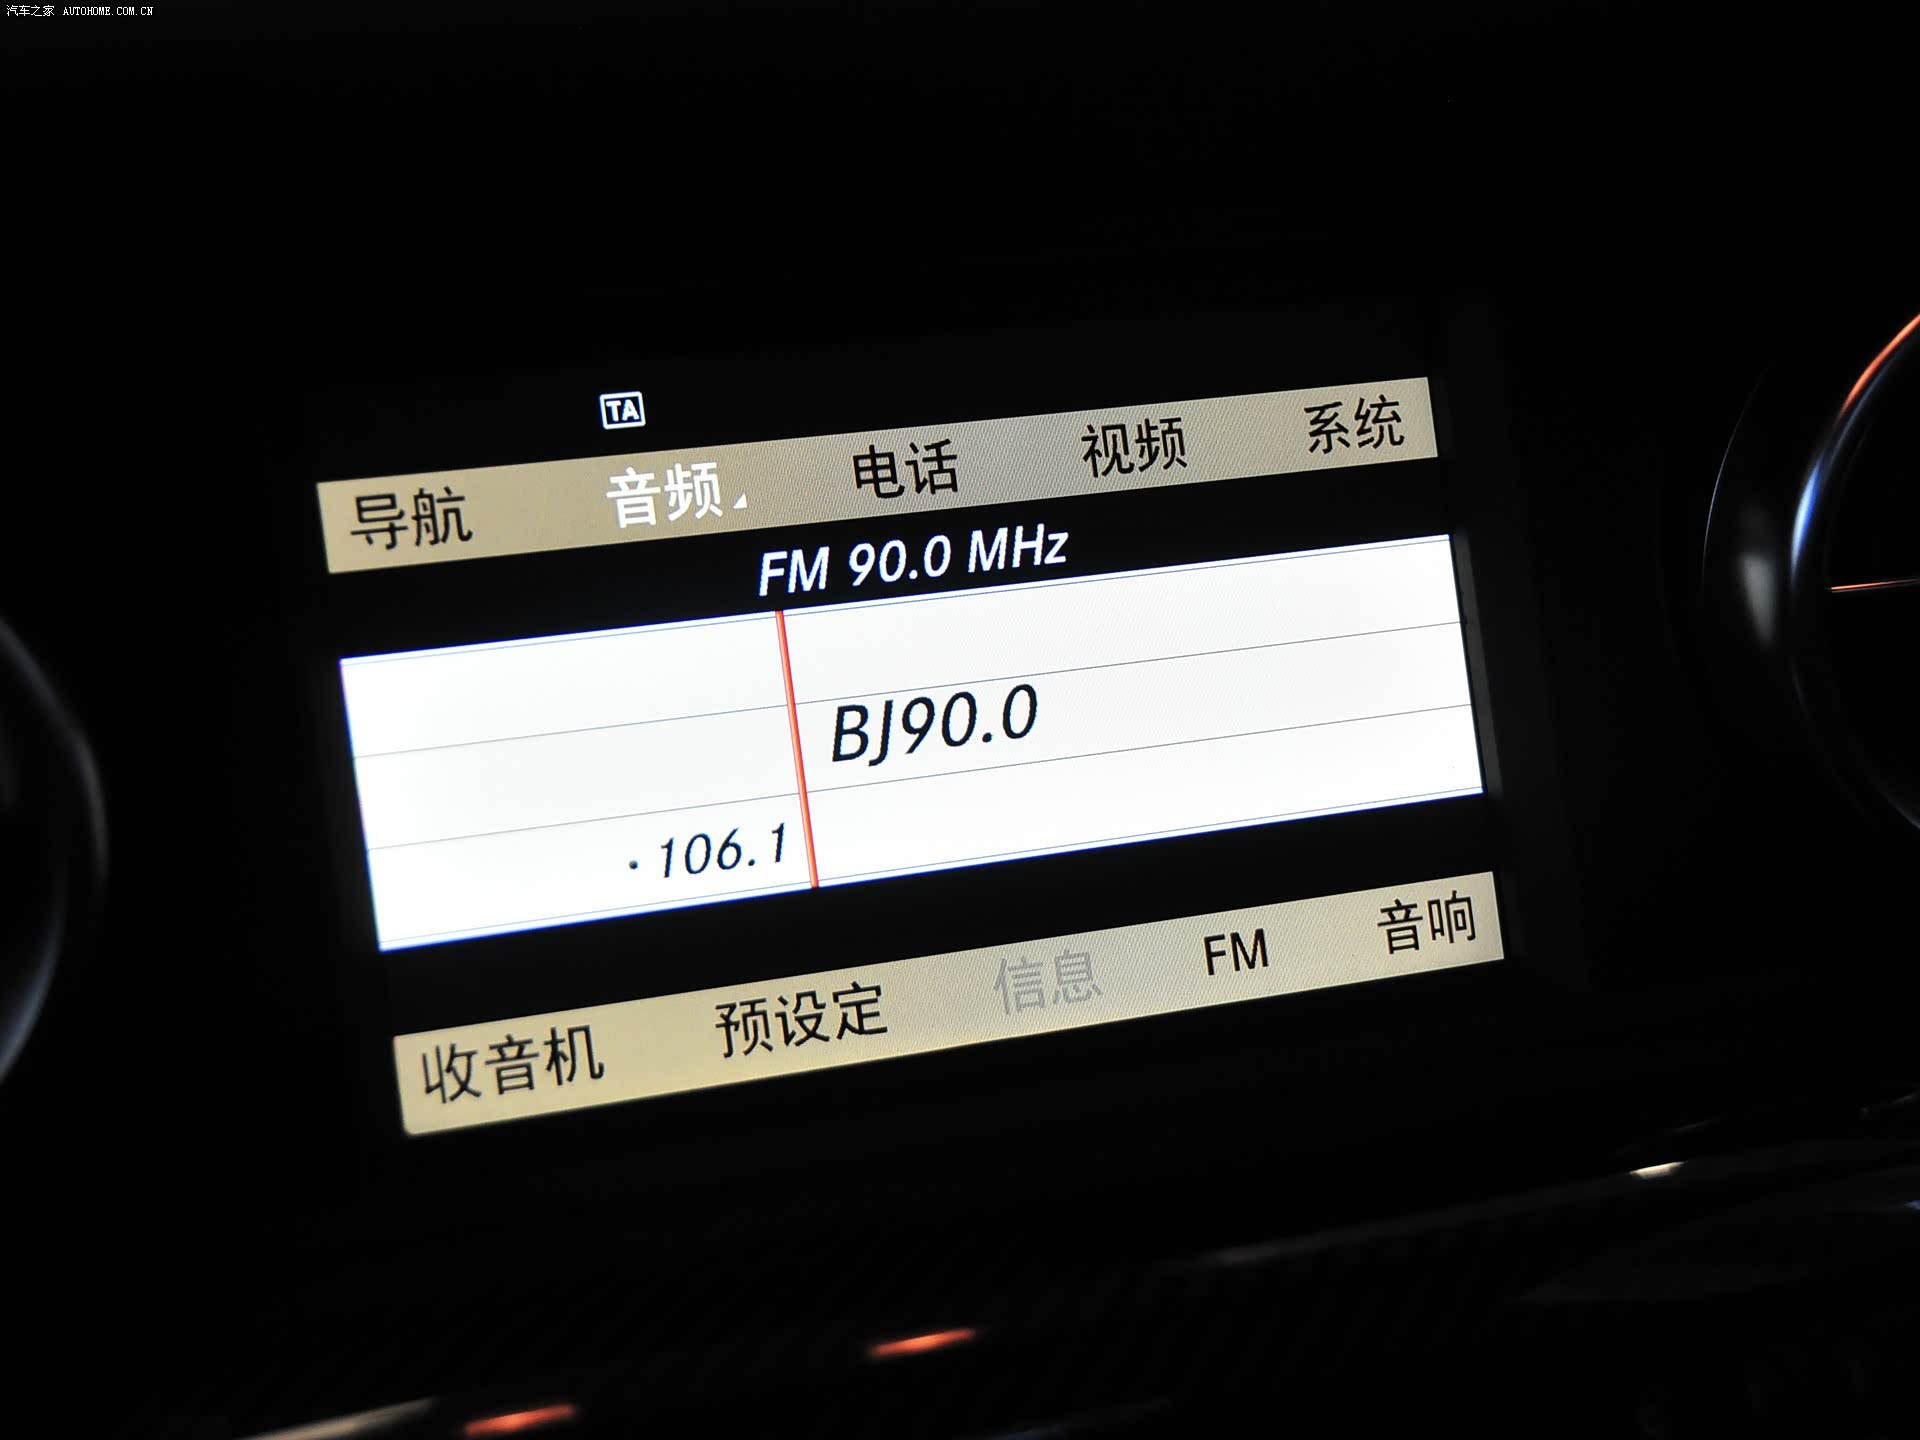 汽车之家 AUTOHOME.COM.CN
TA
导航 音频 电话 视频 系统
FM 90.0 MHz
BJ90.0
·106.1
收音机 预设定 信息 FM 音响